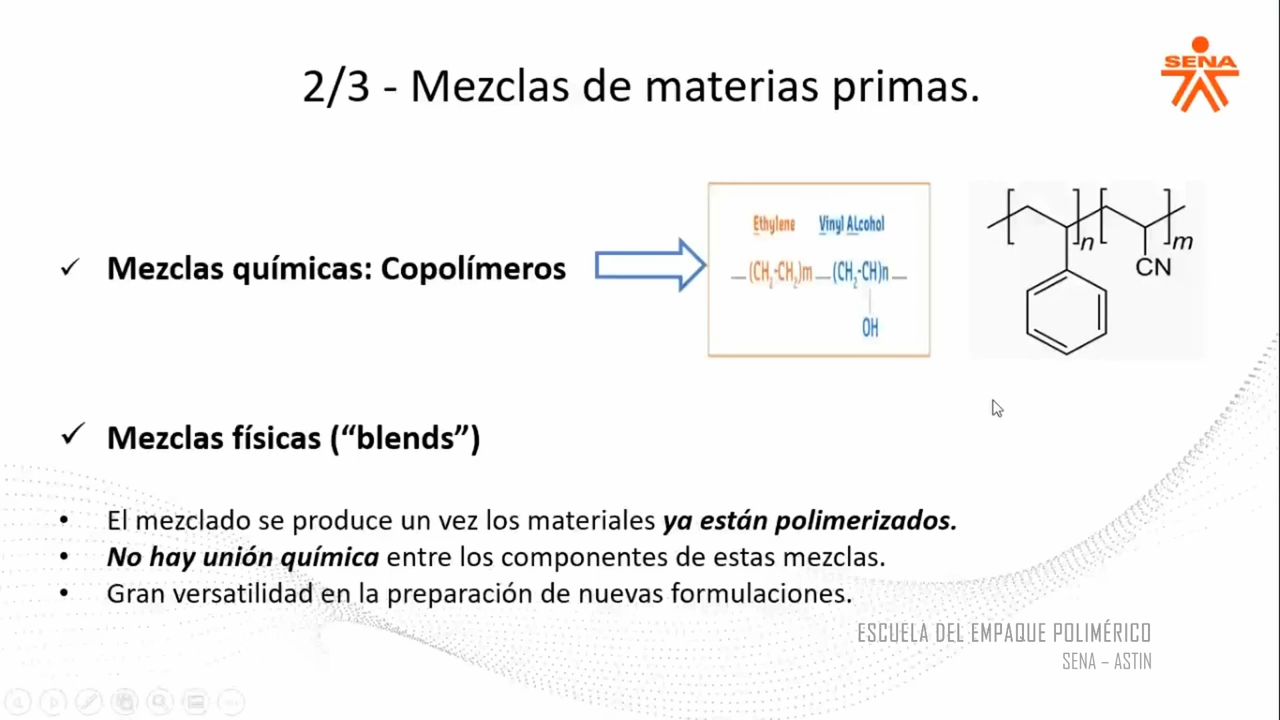 2/3 - Mezclas de materias primas.
SENA
Mezclas químicas: Copolímeros
Ethylene Vinyl ALcohol
—(CH₂-CH₂)m—(CH₂-CH)n—
OH
n
m
CN
Mezclas físicas (“blends”)
El mezclado se produce un vez los materiales ya están polimerizados.
No hay unión química entre los componentes de estas mezclas.
Gran versatilidad en la preparación de nuevas formulaciones.
ESCUELA DEL EMPAQUE POLIMÉRICO
SENA – ASTIN